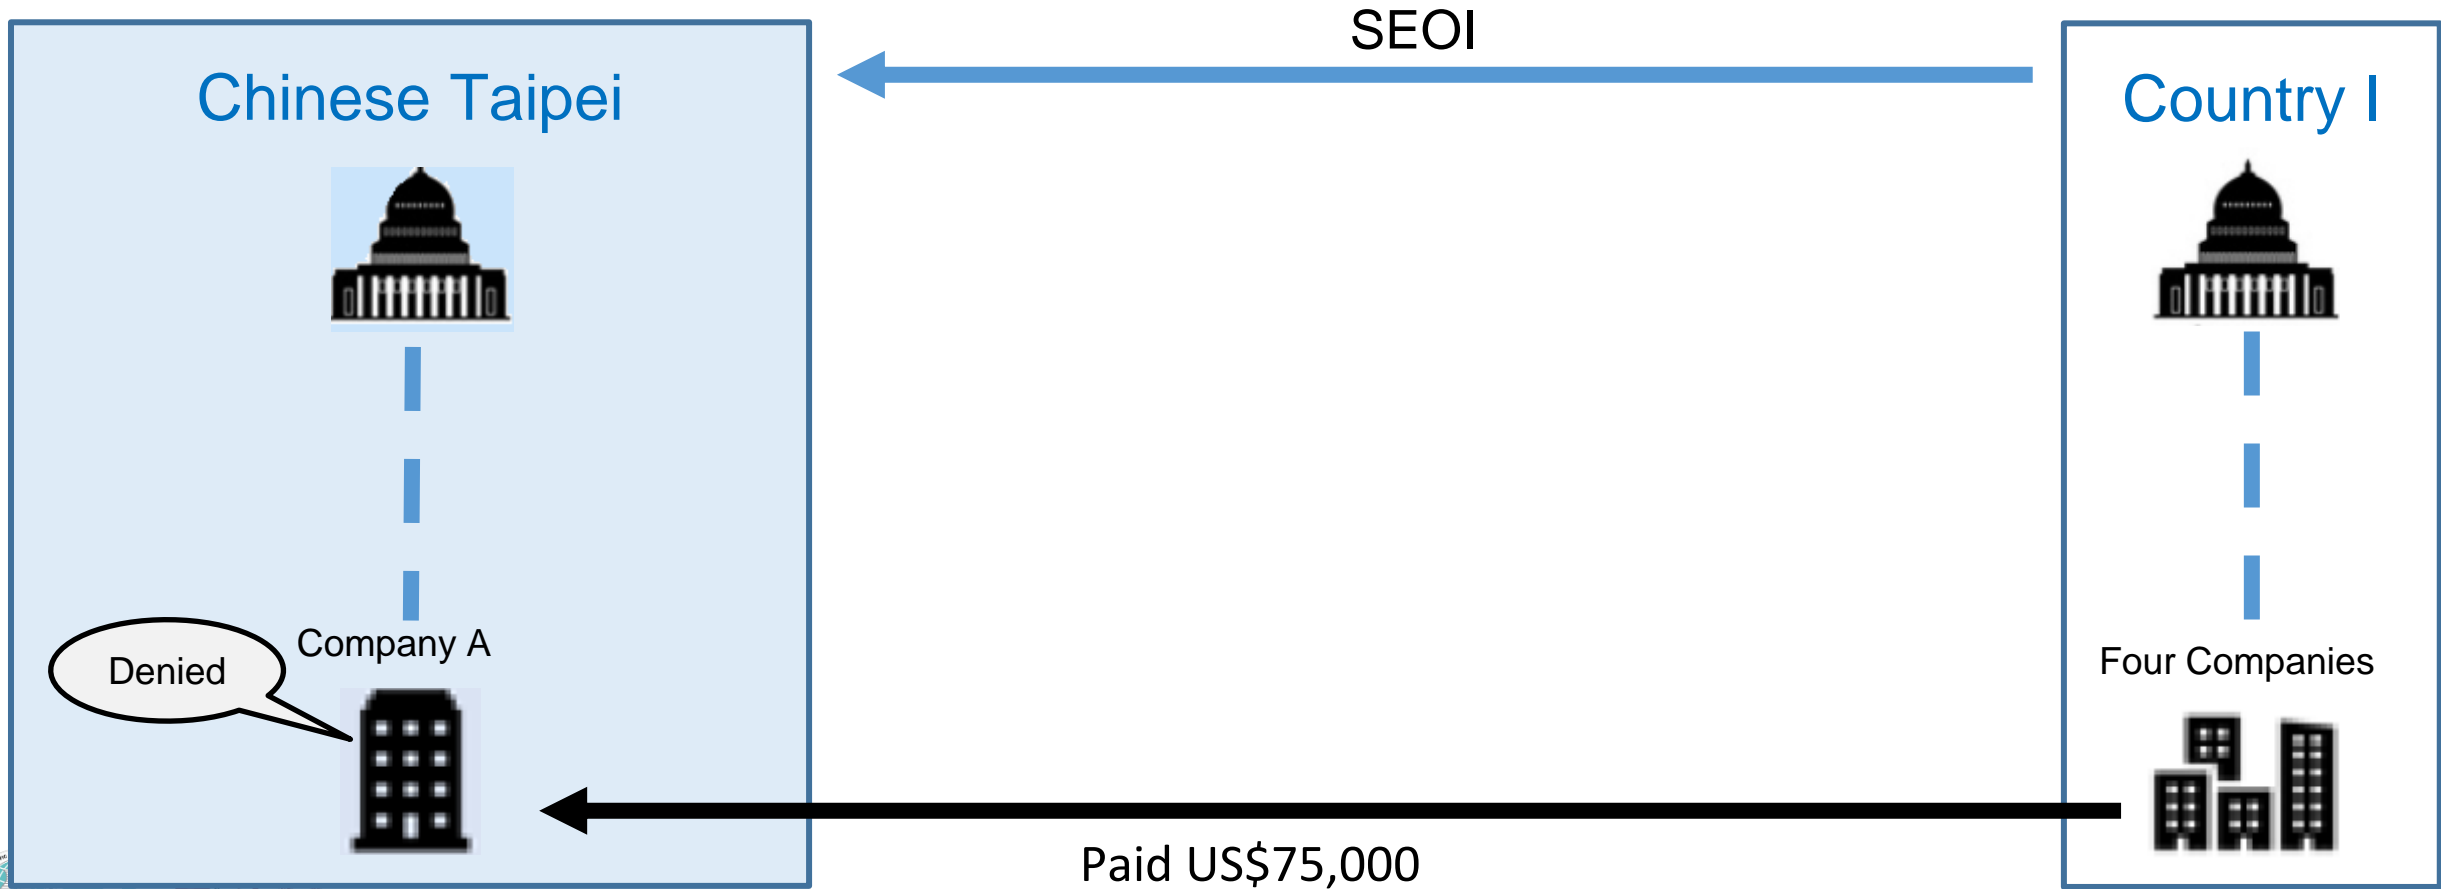 SEOI
Chinese Taipei
Country I
Company A
Denied
Four Companies
Paid US$75,000